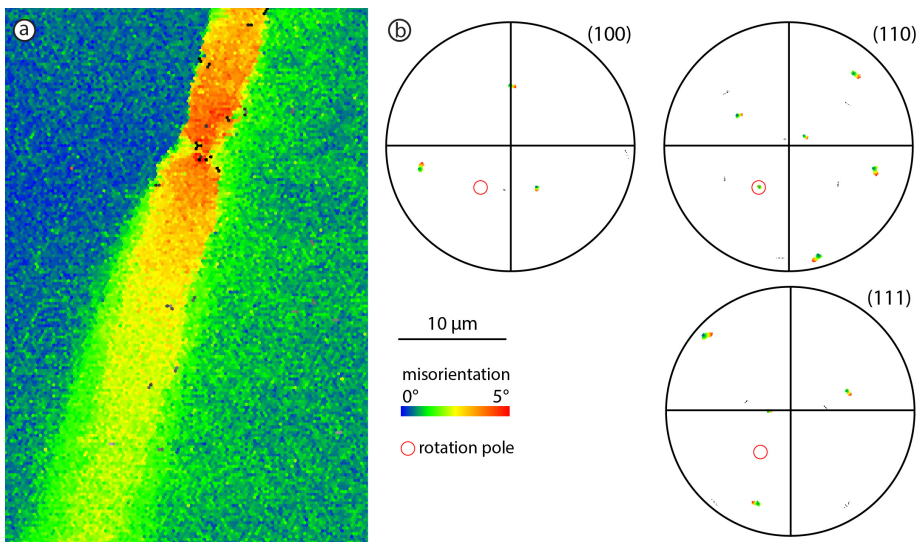 a
b
(100)
(110)
(111)
10 µm
misorientation
0° 5°
rotation pole